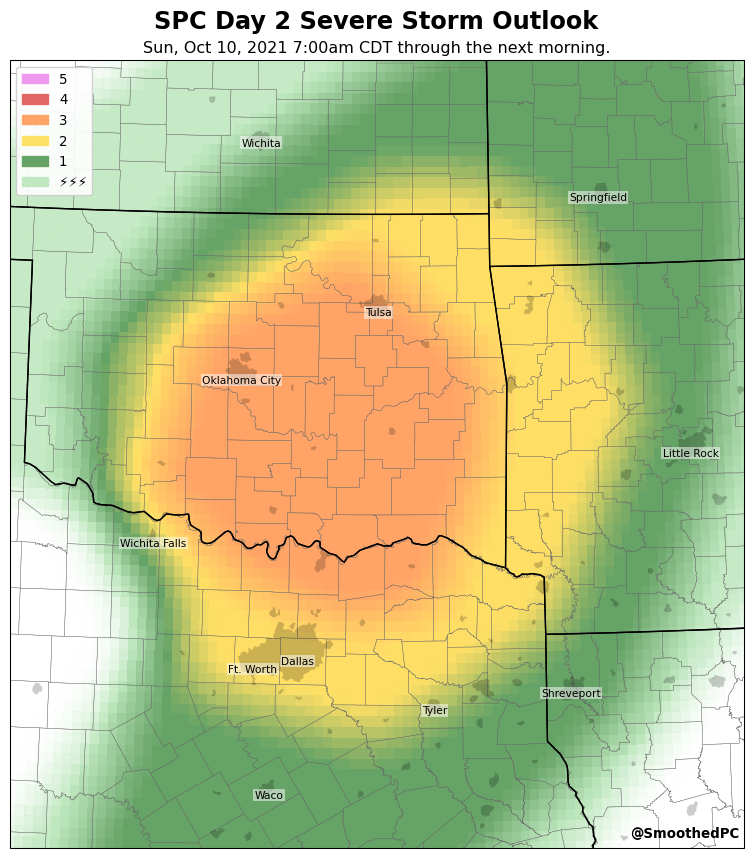 SPC Day 2 Severe Storm Outlook
Sun, Oct 10, 2021 7:00am CDT through the next morning.
5
4
3
2
1
⚡⚡⚡
Wichita
Springfield
Tulsa
Oklahoma City
Little Rock
Wichita Falls
Dallas
Ft. Worth
Shreveport
Tyler
Waco
@SmoothedPC